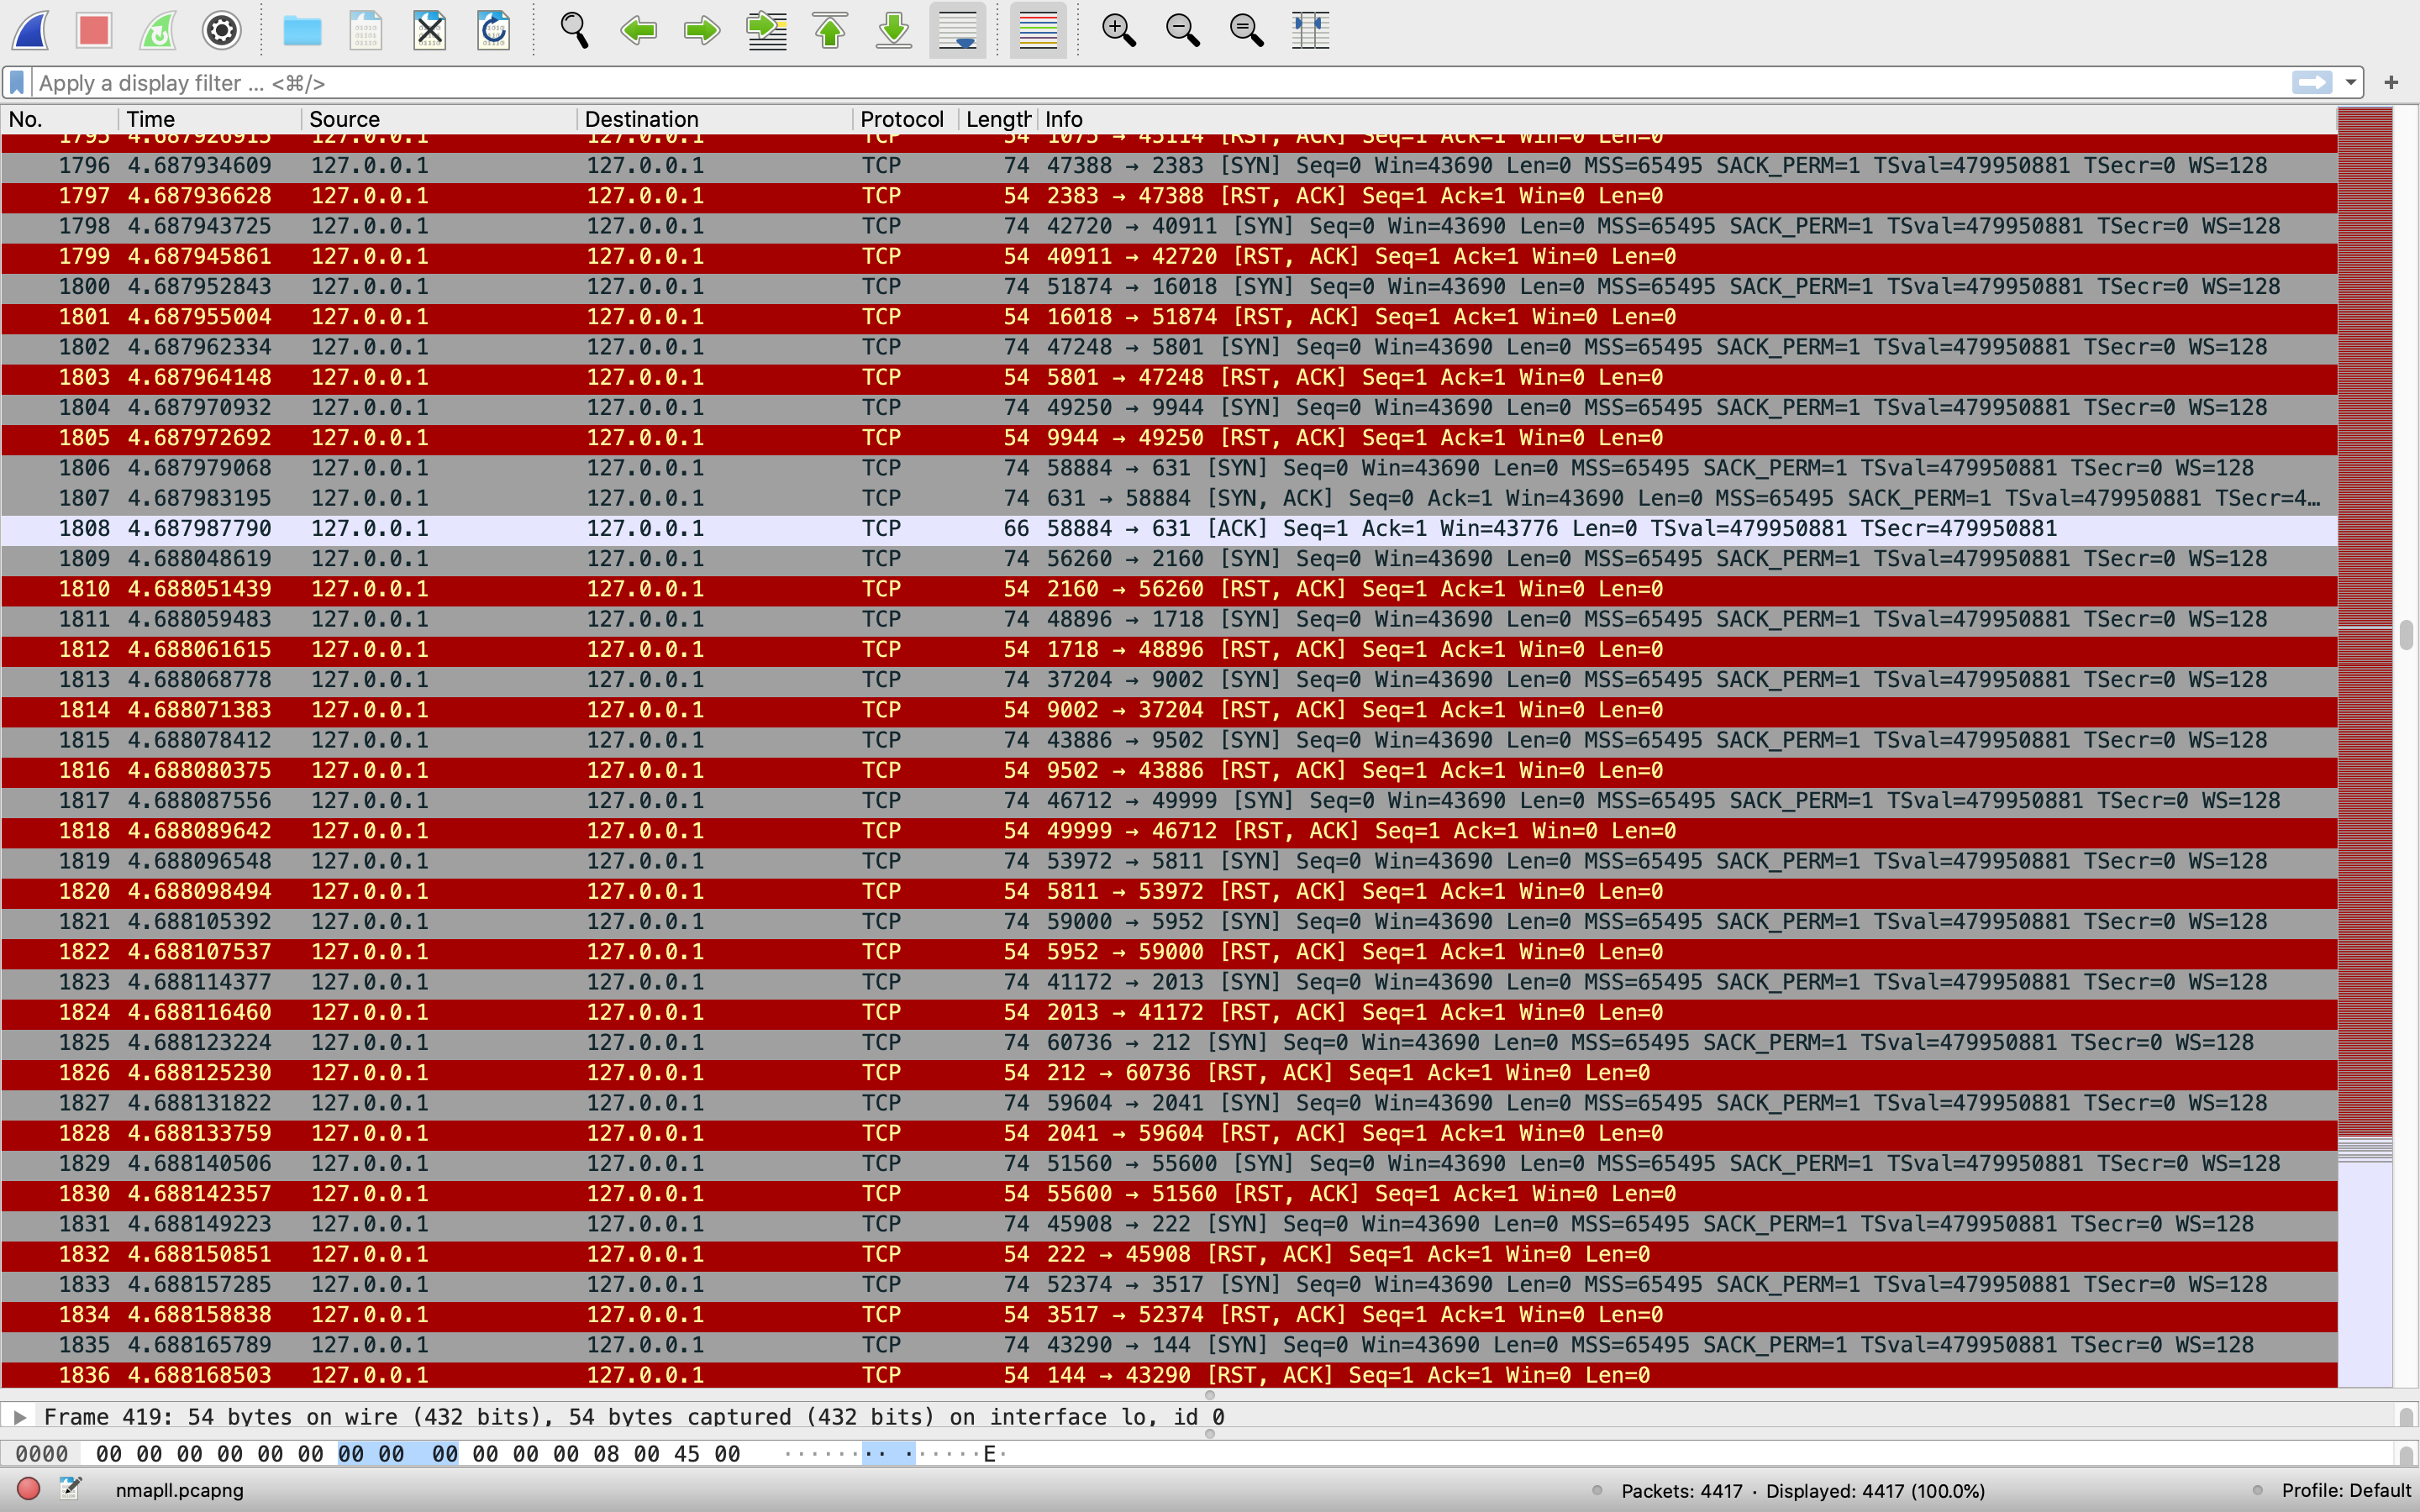 Apply a display filter ... <⌘/>
No. Time Source Destination Protocol Length Info
1795 4.687926915 127.0.0.1 127.0.0.1 TCP 54 1075 → 45114 [RST, ACK] Seq=1 Ack=1 Win=0 Len=0
1796 4.687934609 127.0.0.1 127.0.0.1 TCP 74 47388 → 2383 [SYN] Seq=0 Win=43690 Len=0 MSS=65495 SACK_PERM=1 TSval=479950881 TSecr=0 WS=128
1797 4.687936628 127.0.0.1 127.0.0.1 TCP 54 2383 → 47388 [RST, ACK] Seq=1 Ack=1 Win=0 Len=0
1798 4.687943725 127.0.0.1 127.0.0.1 TCP 74 42720 → 40911 [SYN] Seq=0 Win=43690 Len=0 MSS=65495 SACK_PERM=1 TSval=479950881 TSecr=0 WS=128
1799 4.687945861 127.0.0.1 127.0.0.1 TCP 54 40911 → 42720 [RST, ACK] Seq=1 Ack=1 Win=0 Len=0
1800 4.687952843 127.0.0.1 127.0.0.1 TCP 74 51874 → 16018 [SYN] Seq=0 Win=43690 Len=0 MSS=65495 SACK_PERM=1 TSval=479950881 TSecr=0 WS=128
1801 4.687955004 127.0.0.1 127.0.0.1 TCP 54 16018 → 51874 [RST, ACK] Seq=1 Ack=1 Win=0 Len=0
1802 4.687962334 127.0.0.1 127.0.0.1 TCP 74 47248 → 5801 [SYN] Seq=0 Win=43690 Len=0 MSS=65495 SACK_PERM=1 TSval=479950881 TSecr=0 WS=128
1803 4.687964148 127.0.0.1 127.0.0.1 TCP 54 5801 → 47248 [RST, ACK] Seq=1 Ack=1 Win=0 Len=0
1804 4.687970932 127.0.0.1 127.0.0.1 TCP 74 49250 → 9944 [SYN] Seq=0 Win=43690 Len=0 MSS=65495 SACK_PERM=1 TSval=479950881 TSecr=0 WS=128
1805 4.687972692 127.0.0.1 127.0.0.1 TCP 54 9944 → 49250 [RST, ACK] Seq=1 Ack=1 Win=0 Len=0
1806 4.687979068 127.0.0.1 127.0.0.1 TCP 74 58884 → 631 [SYN] Seq=0 Win=43690 Len=0 MSS=65495 SACK_PERM=1 TSval=479950881 TSecr=0 WS=128
1807 4.687983195 127.0.0.1 127.0.0.1 TCP 74 631 → 58884 [SYN, ACK] Seq=0 Ack=1 Win=43690 Len=0 MSS=65495 SACK_PERM=1 TSval=479950881 TSecr=4…
1808 4.687987790 127.0.0.1 127.0.0.1 TCP 66 58884 → 631 [ACK] Seq=1 Ack=1 Win=43776 Len=0 TSval=479950881 TSecr=479950881
1809 4.688048619 127.0.0.1 127.0.0.1 TCP 74 56260 → 2160 [SYN] Seq=0 Win=43690 Len=0 MSS=65495 SACK_PERM=1 TSval=479950881 TSecr=0 WS=128
1810 4.688051439 127.0.0.1 127.0.0.1 TCP 54 2160 → 56260 [RST, ACK] Seq=1 Ack=1 Win=0 Len=0
1811 4.688059483 127.0.0.1 127.0.0.1 TCP 74 48896 → 1718 [SYN] Seq=0 Win=43690 Len=0 MSS=65495 SACK_PERM=1 TSval=479950881 TSecr=0 WS=128
1812 4.688061615 127.0.0.1 127.0.0.1 TCP 54 1718 → 48896 [RST, ACK] Seq=1 Ack=1 Win=0 Len=0
1813 4.688068778 127.0.0.1 127.0.0.1 TCP 74 37204 → 9002 [SYN] Seq=0 Win=43690 Len=0 MSS=65495 SACK_PERM=1 TSval=479950881 TSecr=0 WS=128
1814 4.688071383 127.0.0.1 127.0.0.1 TCP 54 9002 → 37204 [RST, ACK] Seq=1 Ack=1 Win=0 Len=0
1815 4.688078412 127.0.0.1 127.0.0.1 TCP 74 43886 → 9502 [SYN] Seq=0 Win=43690 Len=0 MSS=65495 SACK_PERM=1 TSval=479950881 TSecr=0 WS=128
1816 4.688080375 127.0.0.1 127.0.0.1 TCP 54 9502 → 43886 [RST, ACK] Seq=1 Ack=1 Win=0 Len=0
1817 4.688087556 127.0.0.1 127.0.0.1 TCP 74 46712 → 49999 [SYN] Seq=0 Win=43690 Len=0 MSS=65495 SACK_PERM=1 TSval=479950881 TSecr=0 WS=128
1818 4.688089642 127.0.0.1 127.0.0.1 TCP 54 49999 → 46712 [RST, ACK] Seq=1 Ack=1 Win=0 Len=0
1819 4.688096548 127.0.0.1 127.0.0.1 TCP 74 53972 → 5811 [SYN] Seq=0 Win=43690 Len=0 MSS=65495 SACK_PERM=1 TSval=479950881 TSecr=0 WS=128
1820 4.688098494 127.0.0.1 127.0.0.1 TCP 54 5811 → 53972 [RST, ACK] Seq=1 Ack=1 Win=0 Len=0
1821 4.688105392 127.0.0.1 127.0.0.1 TCP 74 59000 → 5952 [SYN] Seq=0 Win=43690 Len=0 MSS=65495 SACK_PERM=1 TSval=479950881 TSecr=0 WS=128
1822 4.688107537 127.0.0.1 127.0.0.1 TCP 54 5952 → 59000 [RST, ACK] Seq=1 Ack=1 Win=0 Len=0
1823 4.688114377 127.0.0.1 127.0.0.1 TCP 74 41172 → 2013 [SYN] Seq=0 Win=43690 Len=0 MSS=65495 SACK_PERM=1 TSval=479950881 TSecr=0 WS=128
1824 4.688116460 127.0.0.1 127.0.0.1 TCP 54 2013 → 41172 [RST, ACK] Seq=1 Ack=1 Win=0 Len=0
1825 4.688123224 127.0.0.1 127.0.0.1 TCP 74 60736 → 212 [SYN] Seq=0 Win=43690 Len=0 MSS=65495 SACK_PERM=1 TSval=479950881 TSecr=0 WS=128
1826 4.688125230 127.0.0.1 127.0.0.1 TCP 54 212 → 60736 [RST, ACK] Seq=1 Ack=1 Win=0 Len=0
1827 4.688131822 127.0.0.1 127.0.0.1 TCP 74 59604 → 2041 [SYN] Seq=0 Win=43690 Len=0 MSS=65495 SACK_PERM=1 TSval=479950881 TSecr=0 WS=128
1828 4.688133759 127.0.0.1 127.0.0.1 TCP 54 2041 → 59604 [RST, ACK] Seq=1 Ack=1 Win=0 Len=0
1829 4.688140506 127.0.0.1 127.0.0.1 TCP 74 51560 → 55600 [SYN] Seq=0 Win=43690 Len=0 MSS=65495 SACK_PERM=1 TSval=479950881 TSecr=0 WS=128
1830 4.688142357 127.0.0.1 127.0.0.1 TCP 54 55600 → 51560 [RST, ACK] Seq=1 Ack=1 Win=0 Len=0
1831 4.688149223 127.0.0.1 127.0.0.1 TCP 74 45908 → 222 [SYN] Seq=0 Win=43690 Len=0 MSS=65495 SACK_PERM=1 TSval=479950881 TSecr=0 WS=128
1832 4.688150851 127.0.0.1 127.0.0.1 TCP 54 222 → 45908 [RST, ACK] Seq=1 Ack=1 Win=0 Len=0
1833 4.688157285 127.0.0.1 127.0.0.1 TCP 74 52374 → 3517 [SYN] Seq=0 Win=43690 Len=0 MSS=65495 SACK_PERM=1 TSval=479950881 TSecr=0 WS=128
1834 4.688158838 127.0.0.1 127.0.0.1 TCP 54 3517 → 52374 [RST, ACK] Seq=1 Ack=1 Win=0 Len=0
1835 4.688165789 127.0.0.1 127.0.0.1 TCP 74 43290 → 144 [SYN] Seq=0 Win=43690 Len=0 MSS=65495 SACK_PERM=1 TSval=479950881 TSecr=0 WS=128
1836 4.688168503 127.0.0.1 127.0.0.1 TCP 54 144 → 43290 [RST, ACK] Seq=1 Ack=1 Win=0 Len=0
Frame 419: 54 bytes on wire (432 bits), 54 bytes captured (432 bits) on interface lo, id 0
0000 00 00 00 00 00 00 00 00 00 00 00 00 08 00 45 00 ·············· E·
nmapll.pcapng Packets: 4417 · Displayed: 4417 (100.0%) Profile: Default